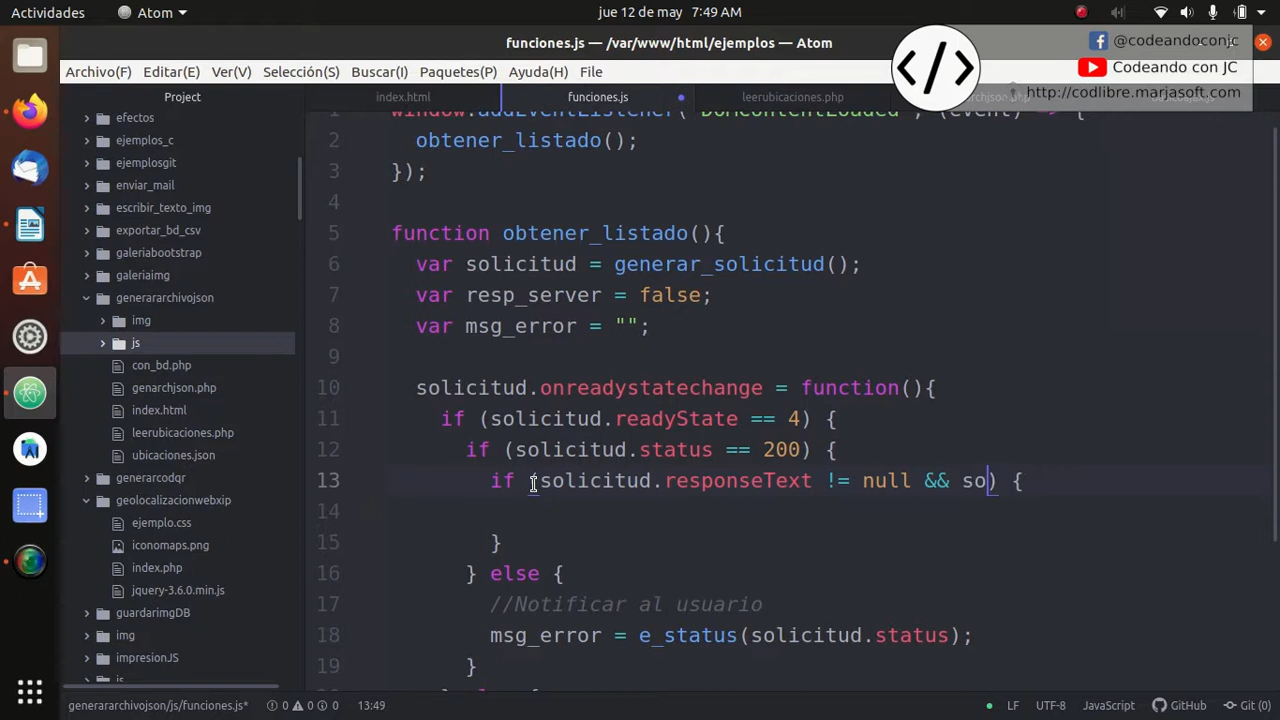 Actividades
Atom
jue 12 de may 7:49 AM
funciones.js — /var/www/html/ejemplos — Atom
@codeandoconjc
Codeando con JC
http://codlibre.marjasoft.com
Archivo(F) Editar(E) Ver(V) Selección(S) Buscar(I) Paquetes(P) Ayuda(H) File
Project
index.html
funciones.js
leerubicaciones.php
efectos
ejemplos_c
ejemplosgit
enviar_mail
escribir_texto_img
exportar_bd_csv
galeriabootstrap
galeriaimg
generararchivojson
img
js
con_bd.php
genarchjson.php
index.html
leerubicaciones.php
ubicaciones.json
generarcodqr
geolocalizacionwebxip
ejemplo.css
iconomaps.png
index.php
jquery-3.6.0.min.js
guardarimgDB
img
impresionJS
js
1 window.addEventListener("DOMContentLoaded", (event) => {
2 obtener_listado();
3 });
4
5 function obtener_listado(){
6 var solicitud = generar_solicitud();
7 var resp_server = false;
8 var msg_error = "";
9
10 solicitud.onreadystatechange = function(){
11 if (solicitud.readyState == 4) {
12 if (solicitud.status == 200) {
13 if (solicitud.responseText != null && so) {
14
15 }
16 } else {
17 //Notificar al usuario
18 msg_error = e_status(solicitud.status);
19 }
} else {
generararchivojson/js/funciones.js* 0 0 0 13:49
LF UTF-8 JavaScript GitHub Git (0)